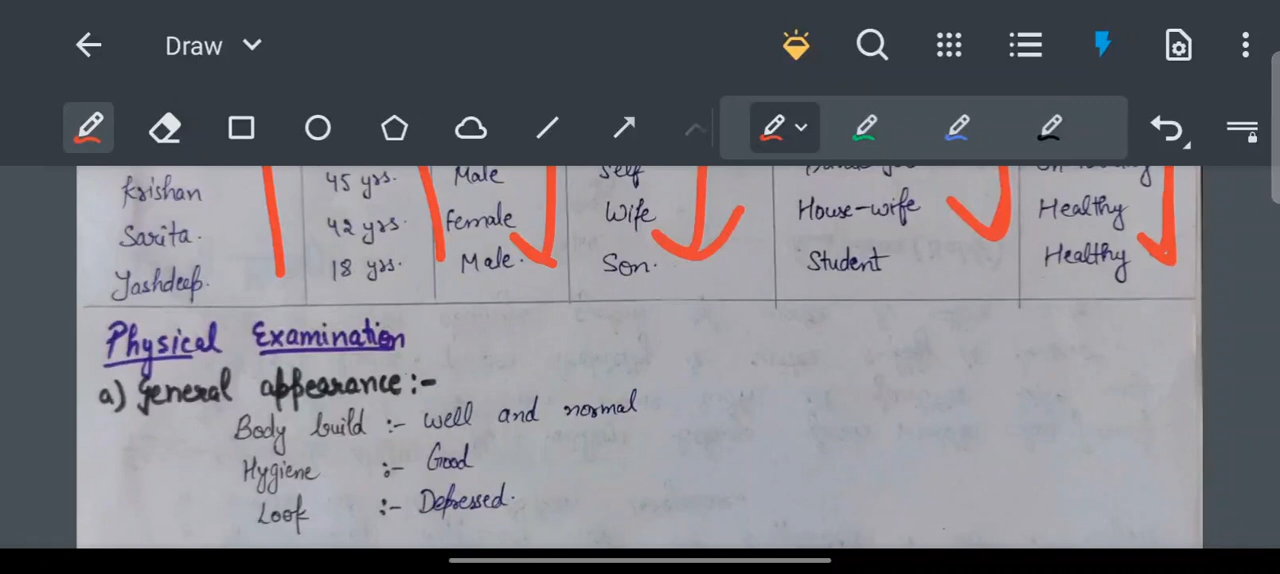 Draw
Krishan 45 yrs. Male Self
Sarita. 42 yrs. Female Wife House-wife Healthy
Yashdeep. 18 yrs. Male. Son. Student Healthy
Physical Examination
a) General appearance :-
Body build :- well and normal
Hygiene :- Good
Look :- Depressed.